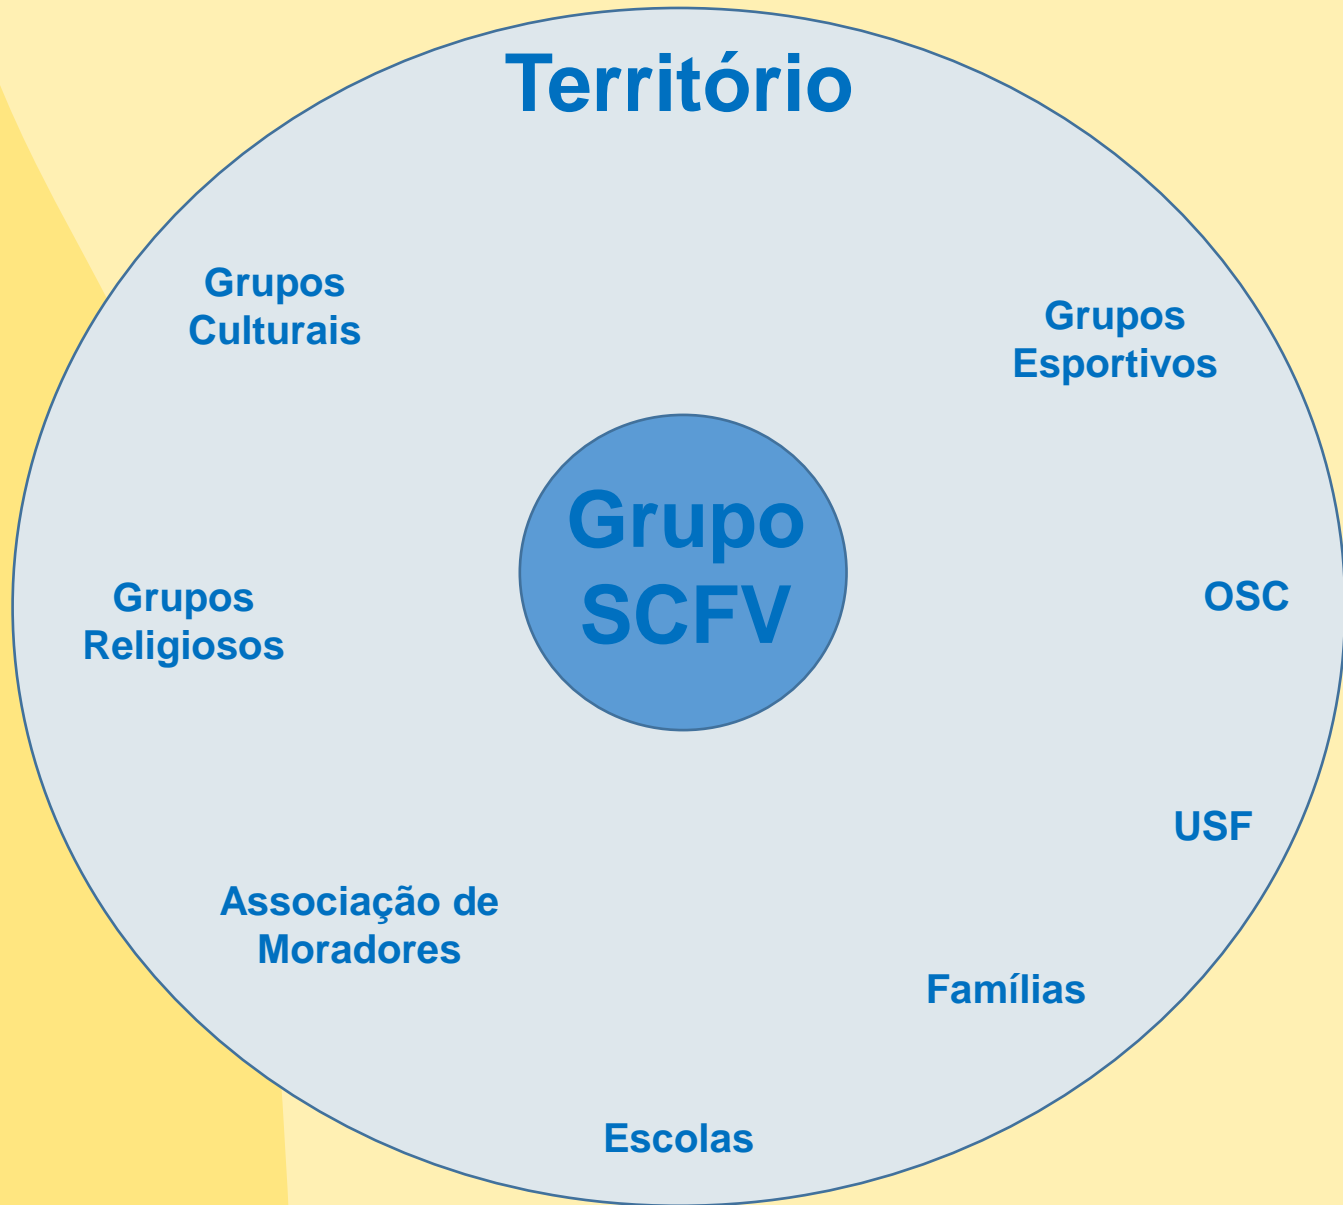 Território
Grupos
Culturais
Grupos
Esportivos
Grupo
SCFV
Grupos
Religiosos
OSC
USF
Associação de
Moradores
Famílias
Escolas